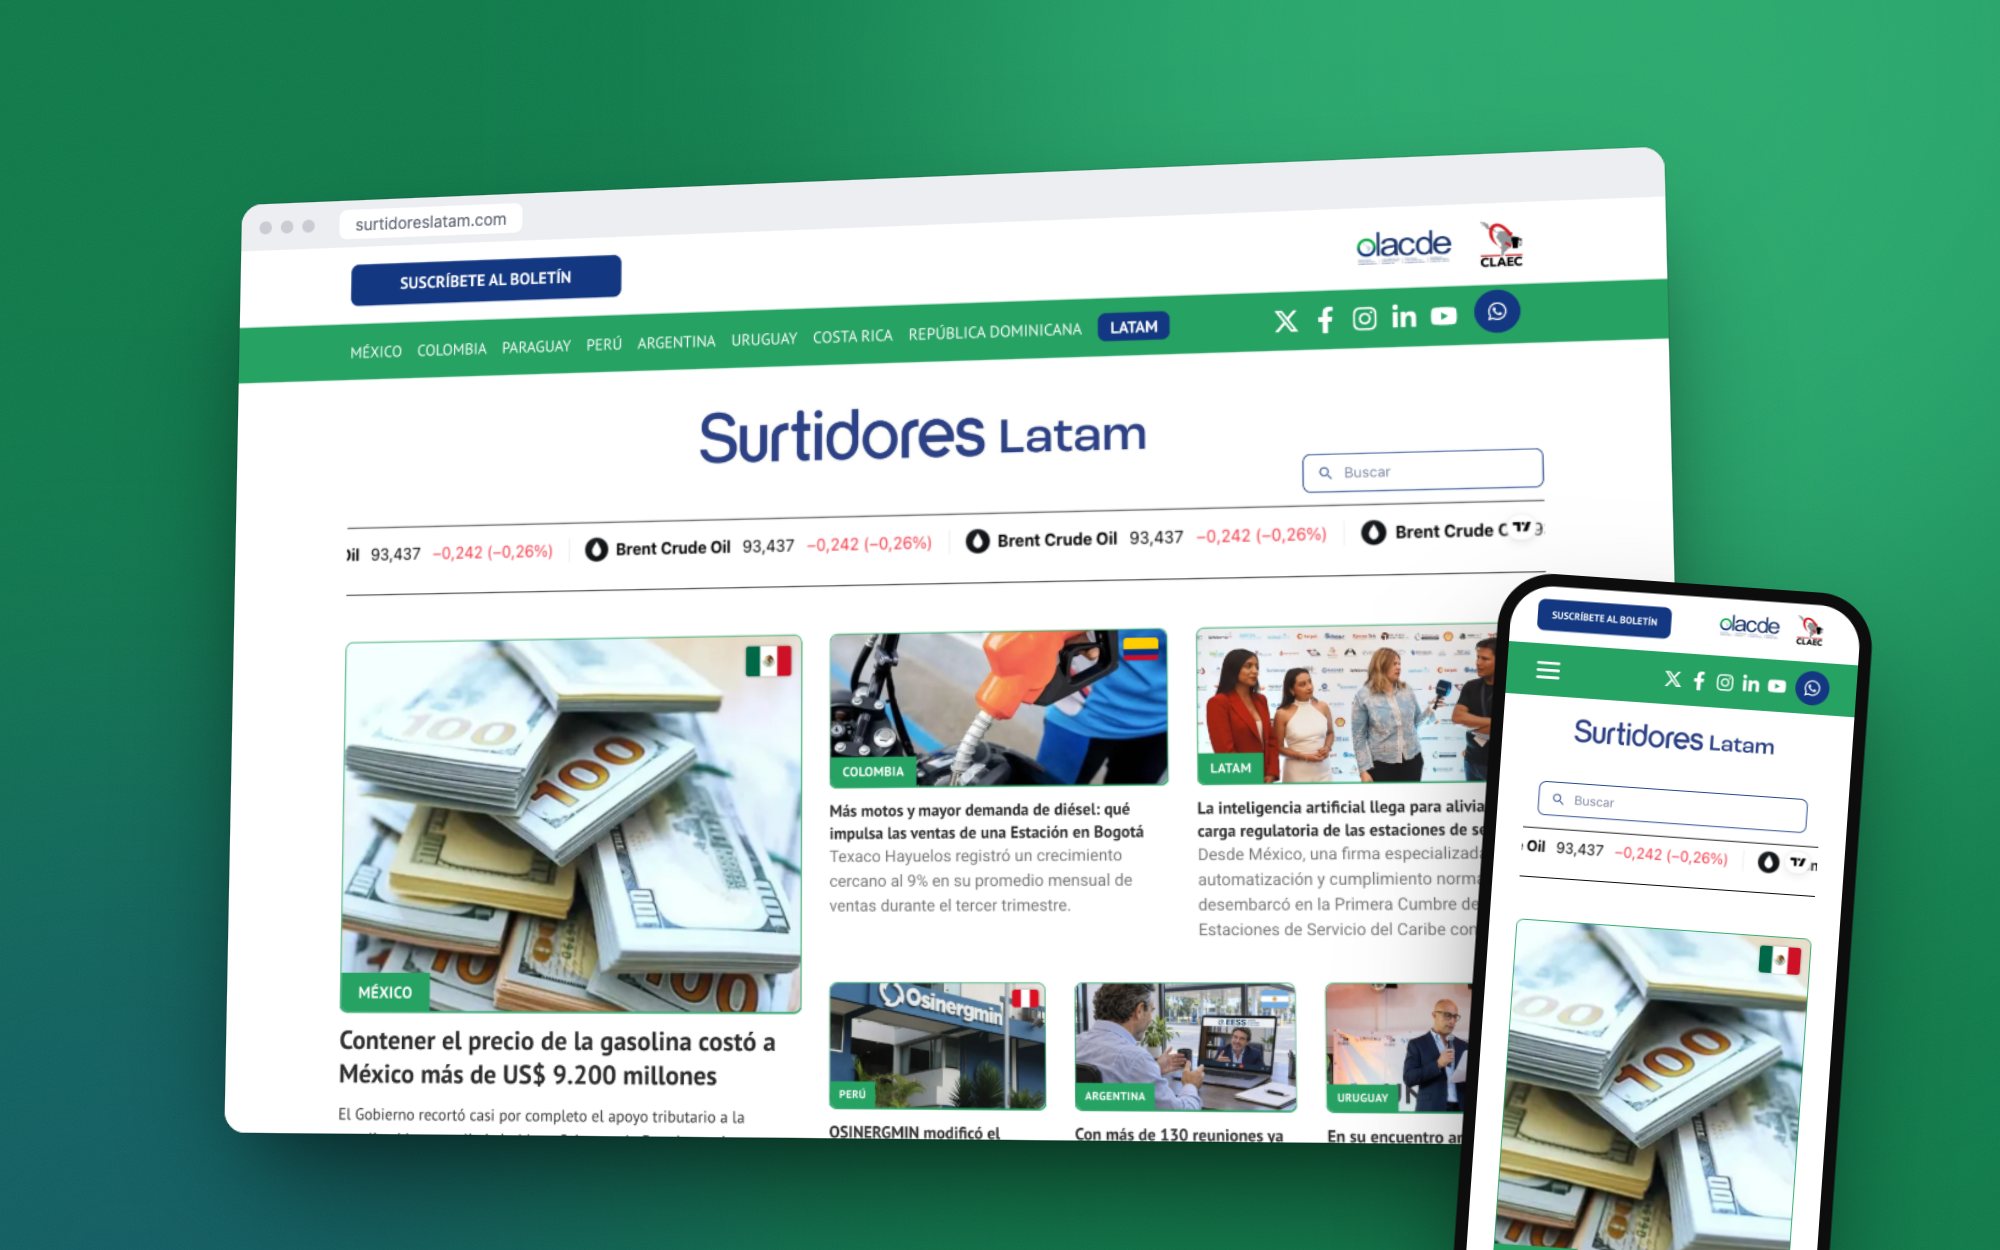 surtidoreslatam.com
SUSCRÍBETE AL BOLETÍN
olacde
CLAEC
MÉXICO COLOMBIA PARAGUAY PERÚ ARGENTINA URUGUAY COSTA RICA REPÚBLICA DOMINICANA LATAM
Surtidores Latam
Buscar
Oil 93,437 −0,242 (−0,26%) Brent Crude Oil 93,437 −0,242 (−0,26%) Brent Crude Oil 93,437 −0,242 (−0,26%) Brent Crude
100
100
100
MÉXICO
Contener el precio de la gasolina costó a
México más de US$ 9.200 millones
El Gobierno recortó casi por completo el apoyo tributario a la
COLOMBIA
Más motos y mayor demanda de diésel: qué
impulsa las ventas de una Estación en Bogotá
Texaco Hayuelos registró un crecimiento
cercano al 9% en su promedio mensual de
ventas durante el tercer trimestre.
LATAM
La inteligencia artificial llega para
carga regulatoria de las estaciones de
Desde México, una firma especializada
automatización y cumplimiento
desembarcó en la Primera Cumbre de
Estaciones de Servicio del Caribe con
Osinergmin
PERÚ
OSINERGMIN modificó el
EESS
ARGENTINA
Con más de 130 reuniones ya
URUGUAY
En su encuentro
SUSCRÍBETE AL BOLETÍN
olacde
CLAEC
Surtidores Latam
Buscar
Oil 93,437 −0,242 (−0,26%)
100
100